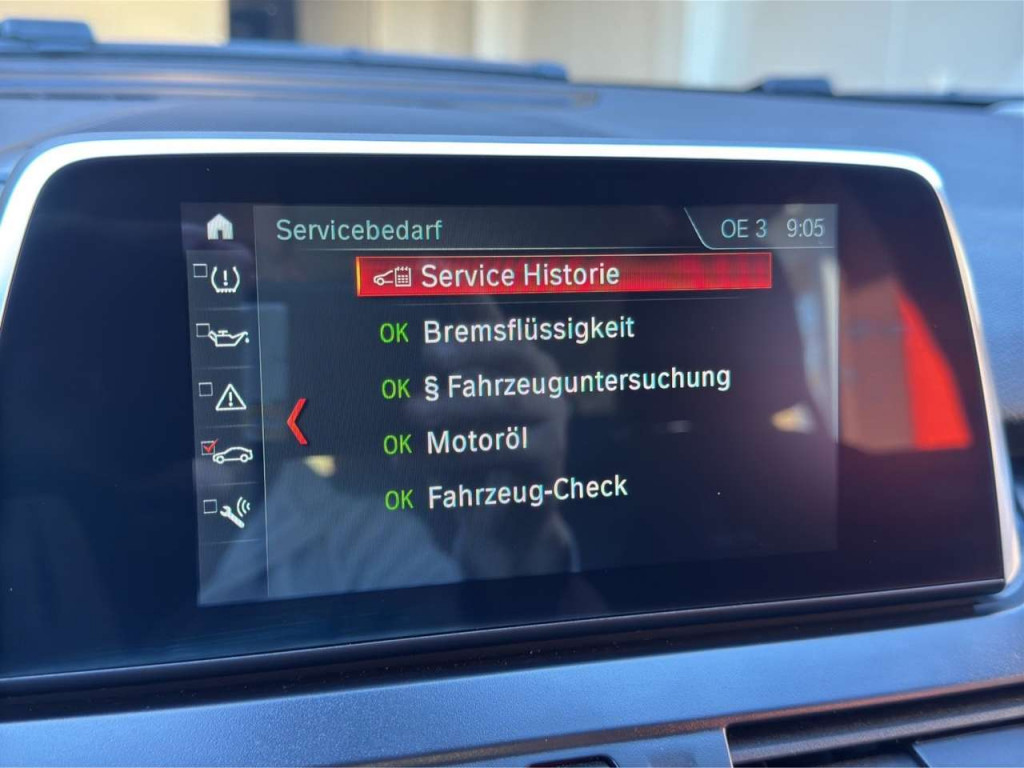 Servicebedarf OE 3 9:05
Service Historie
OK Bremsflüssigkeit
OK § Fahrzeuguntersuchung
OK Motoröl
OK Fahrzeug-Check